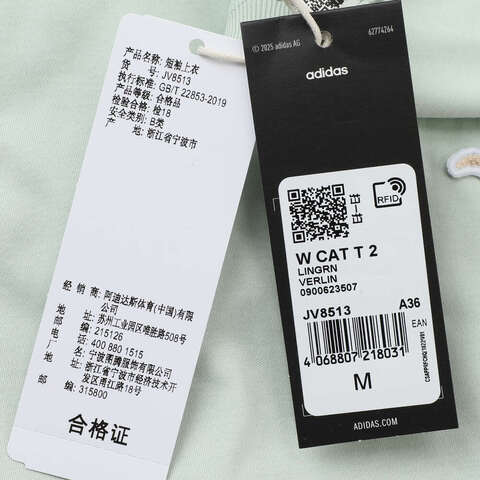 产品名称: 短袖上衣
货 号: JV8513
执行标准: GB/T 22853-2019
产品等级: 合格品
检验合格: 检18
安全类别: B类
产 地: 浙江省宁波市
经 销 商: 阿迪达斯体育(中国)有限公司
地 址: 苏州工业园区唯胜路508号
邮 编: 215126
电 话: 400 880 1515
生 产 厂: 宁波甬腾服饰有限公司
地 址: 浙江省宁波市经济技术开发区甬江路18号
邮 编: 315800
合格证
© 2025 adidas AG
62774264
adidas
RFID
W CAT T 2
LINGRN
VERLIN
0900623507
JV8513 A36
EAN
4 068807 218031
M
ADIDAS.COM